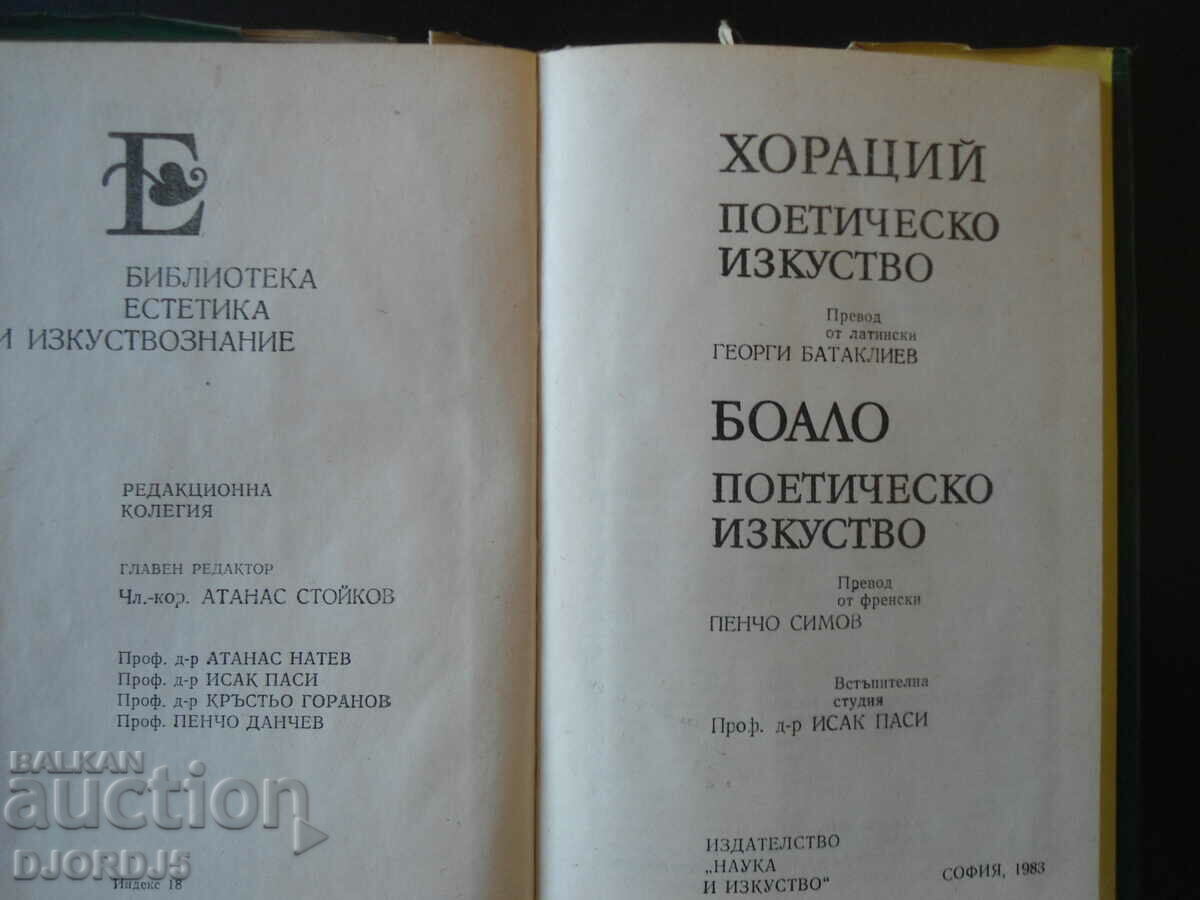 Е
БИБЛИОТЕКА
ЕСТЕТИКА
И ИЗКУСТВОЗНАНИЕ
РЕДАКЦИОННА
КОЛЕГИЯ
ГЛАВЕН РЕДАКТОР
Чл.-кор. АТАНАС СТОЙКОВ
Проф. д-р АТАНАС НАТЕВ
Проф. д-р ИСАК ПАСИ
Проф. д-р КРЪСТЬО ГОРАНОВ
Проф. ПЕНЧО ДАНЧЕВ
Индекс 18
ХОРАЦИЙ
ПОЕТИЧЕСКО
ИЗКУСТВО
Превод
от латински
ГЕОРГИ БАТАКЛИЕВ
БОАЛО
ПОЕТИЧЕСКО
ИЗКУСТВО
Превод
от френски
ПЕНЧО СИМОВ
Встъпителна
студия
Проф. д-р ИСАК ПАСИ
ИЗДАТЕЛСТВО
„НАУКА
И ИЗКУСТВО“
СОФИЯ, 1983
BALKAN
auction
DJORDJ5